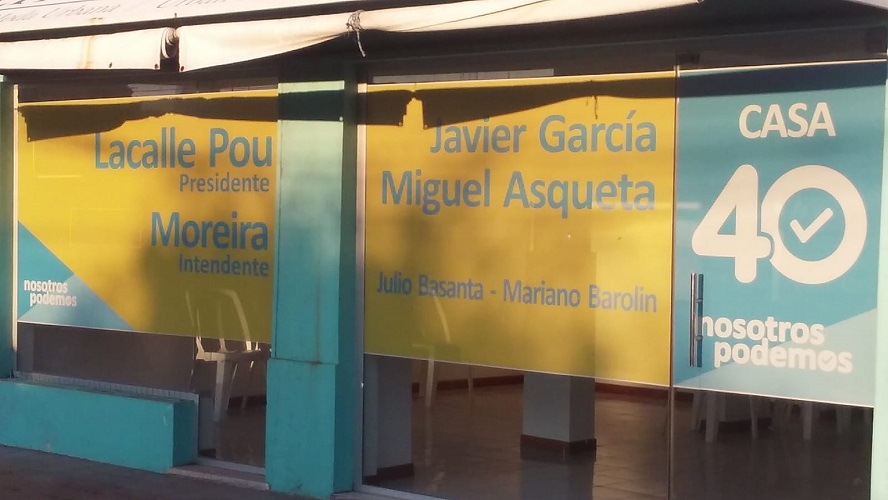 Lacalle Pou
Presidente
Moreira
Intendente
nosotros
podemos
Javier García
Miguel Asqueta
Julio Basanta - Mariano Barolin
CASA
40
nosotros
podemos